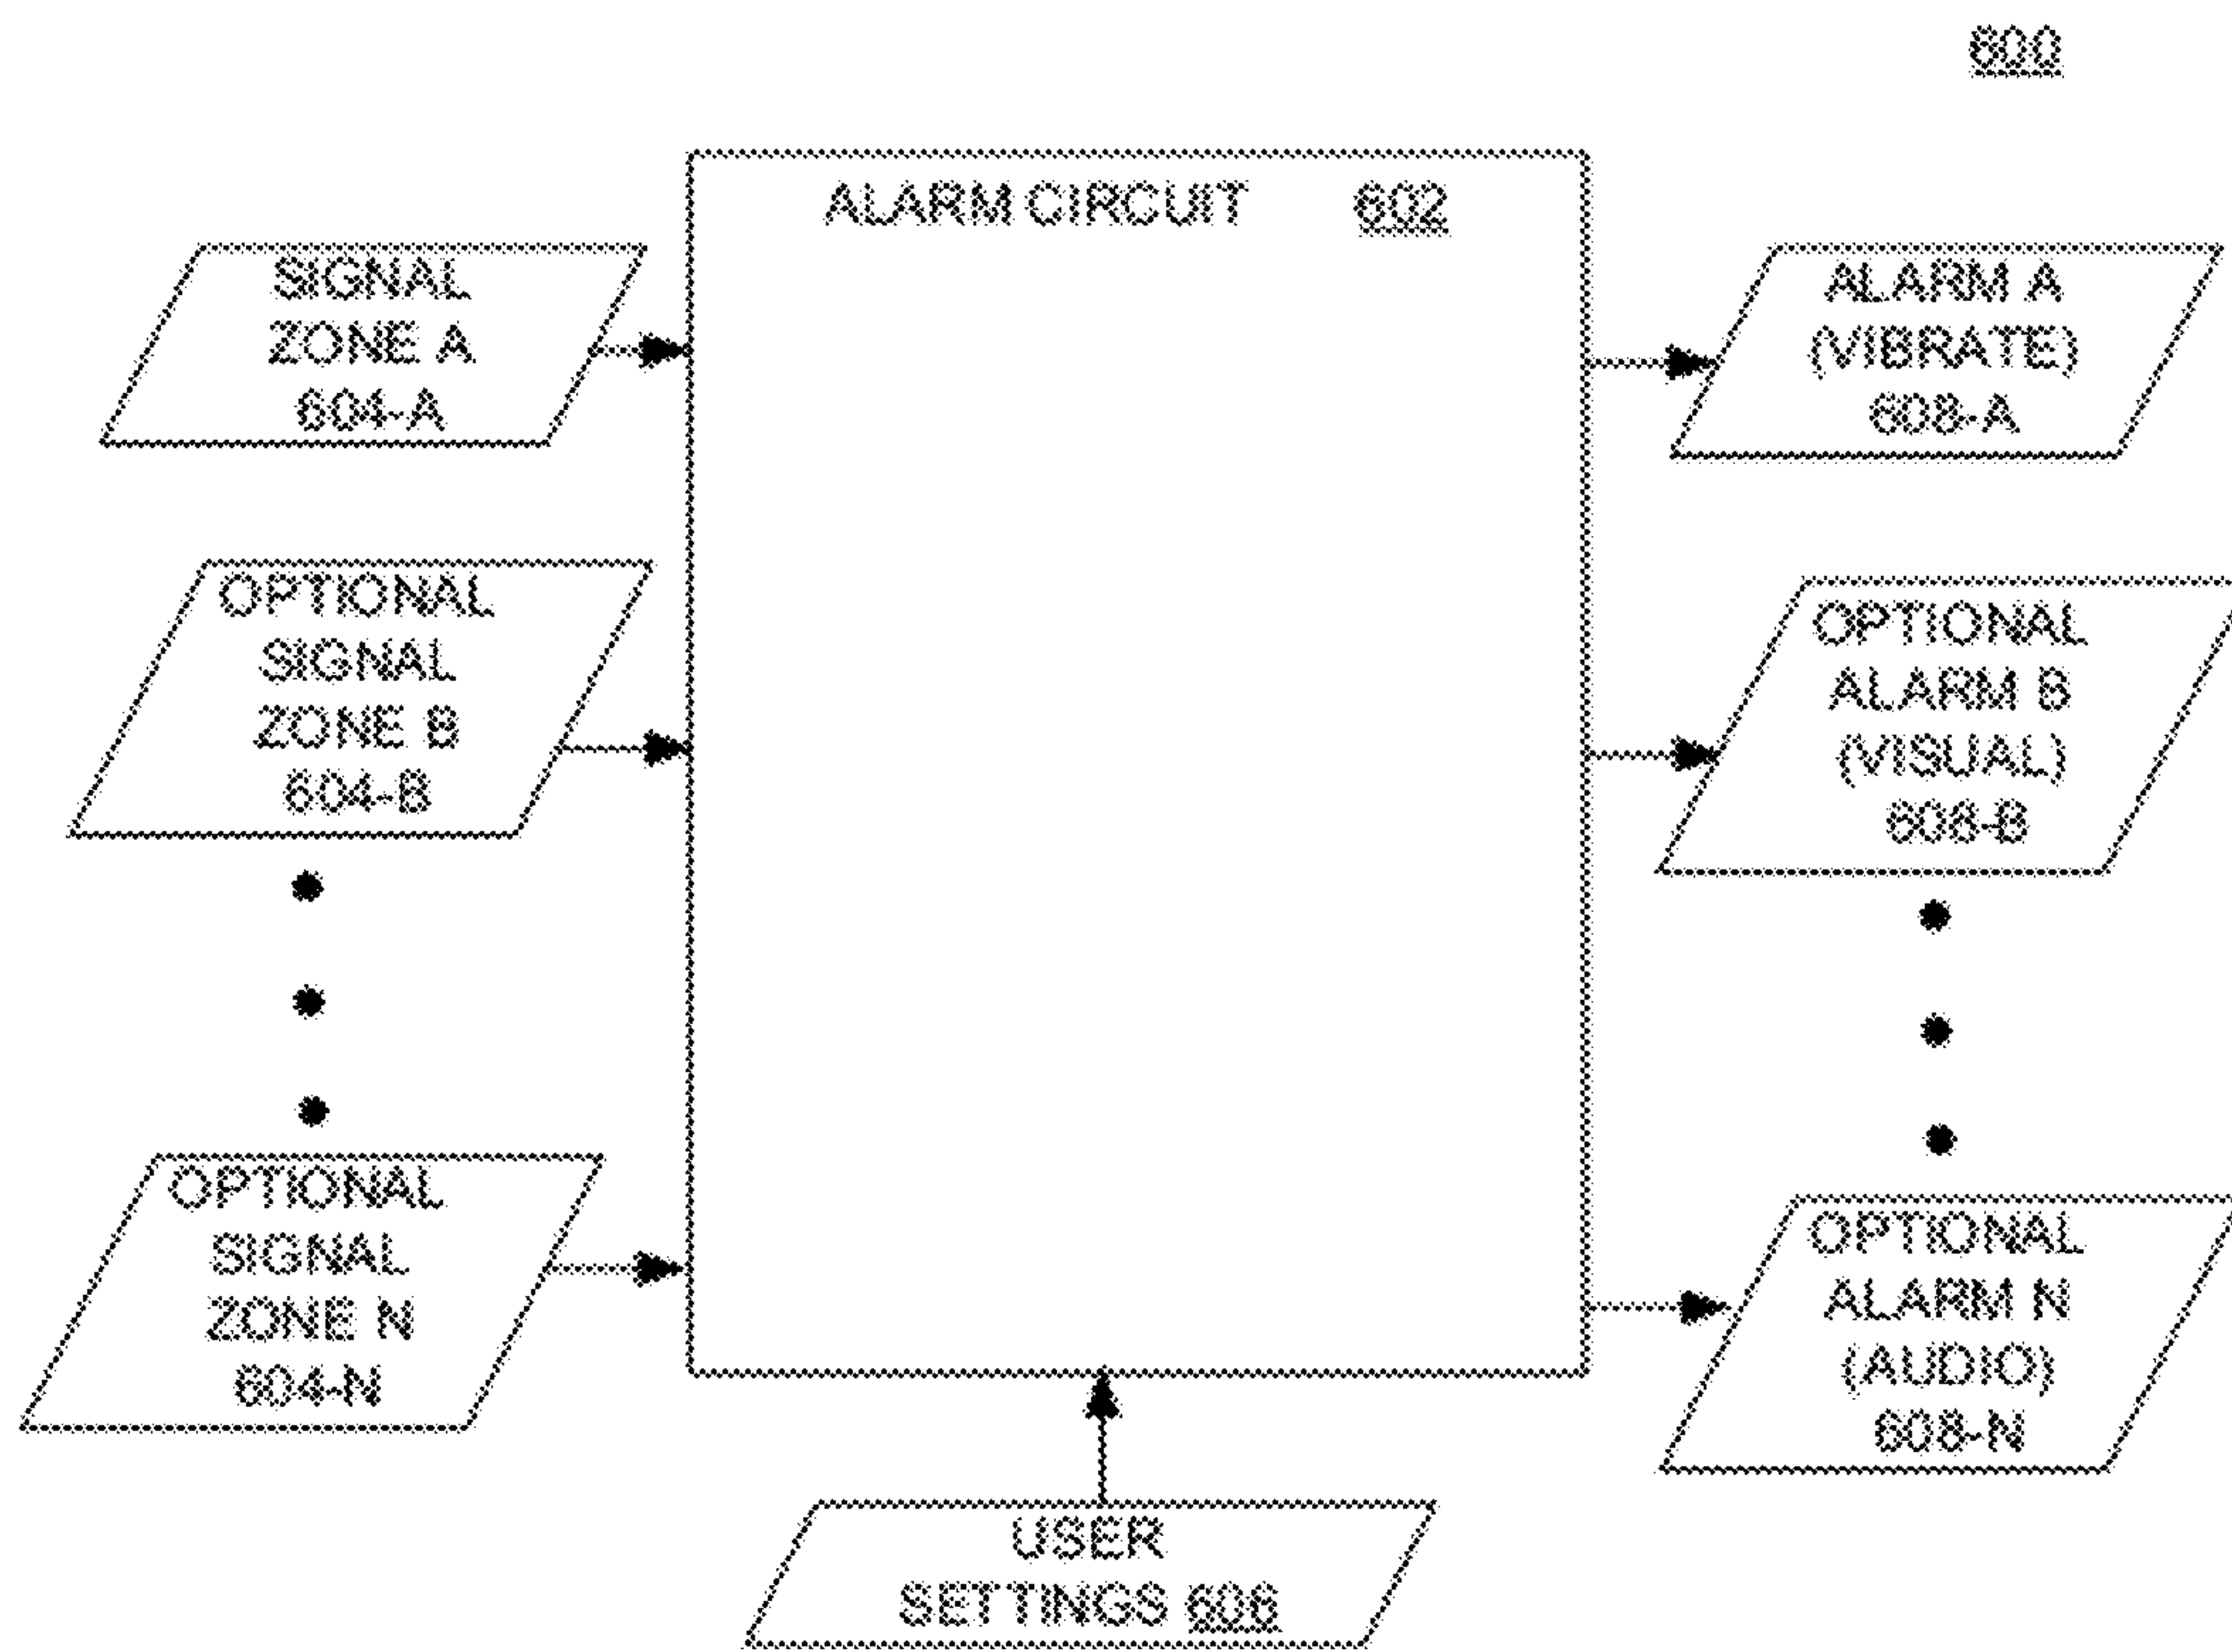 600
ALARM CIRCUIT 602
SIGNAL
ZONE A
604-A
OPTIONAL
SIGNAL
ZONE B
604-B
OPTIONAL
SIGNAL
ZONE N
604-N
ALARM A
(VIBRATE)
608-A
OPTIONAL
ALARM B
(VISUAL)
608-B
OPTIONAL
ALARM N
(AUDIO)
608-N
USER
SETTINGS 606